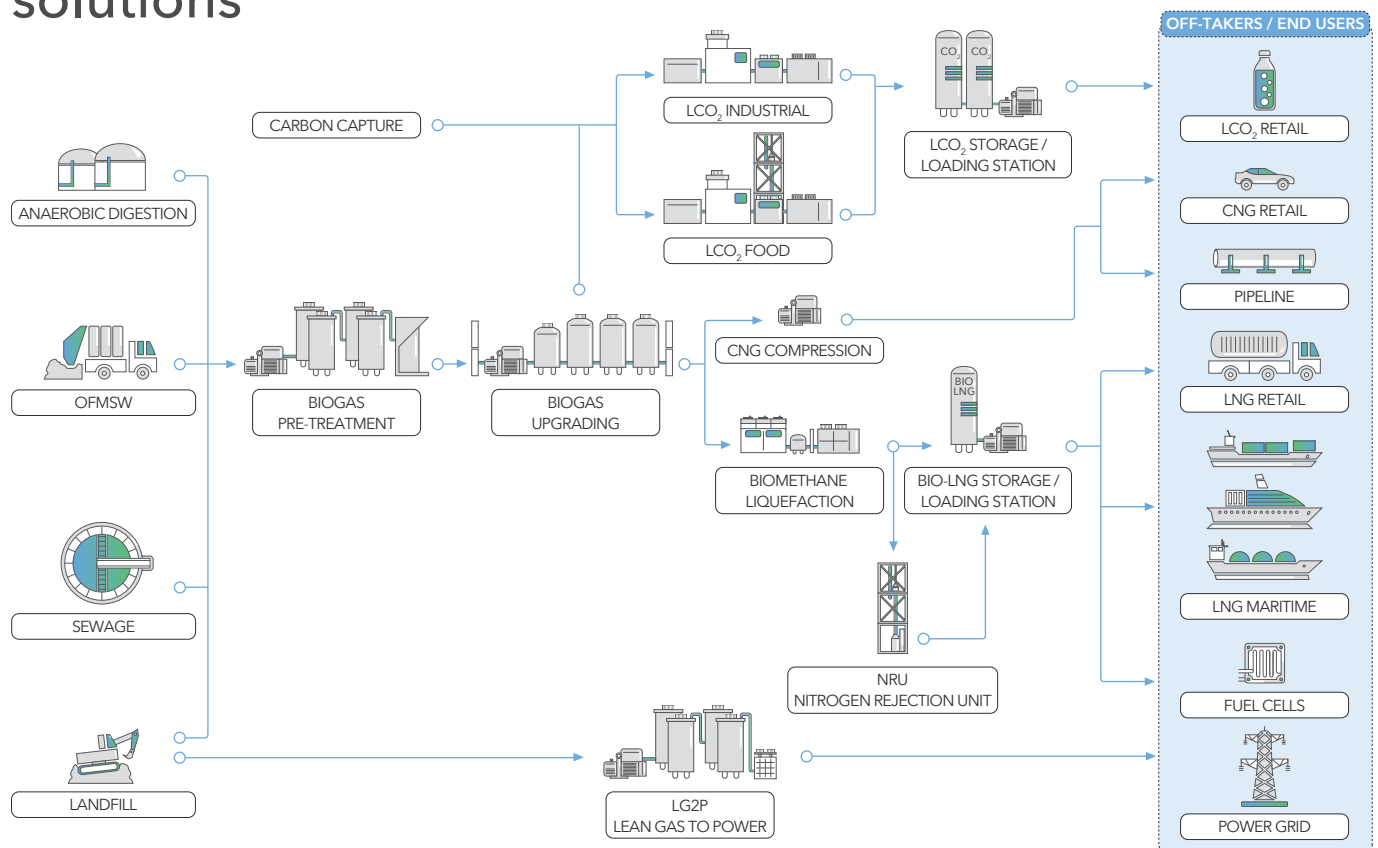 solutions
OFF-TAKERS / END USERS
CO2
CO2
LCO2 INDUSTRIAL
LCO2 STORAGE /
LOADING STATION
LCO2 RETAIL
CARBON CAPTURE
ANAEROBIC DIGESTION
LCO2 FOOD
CNG RETAIL
PIPELINE
CNG COMPRESSION
OFMSW
BIOGAS
PRE-TREATMENT
BIOGAS
UPGRADING
BIO
LNG
LNG RETAIL
BIOMETHANE
LIQUEFACTION
BIO-LNG STORAGE /
LOADING STATION
SEWAGE
LNG MARITIME
NRU
NITROGEN REJECTION UNIT
FUEL CELLS
LANDFILL
LG2P
LEAN GAS TO POWER
POWER GRID